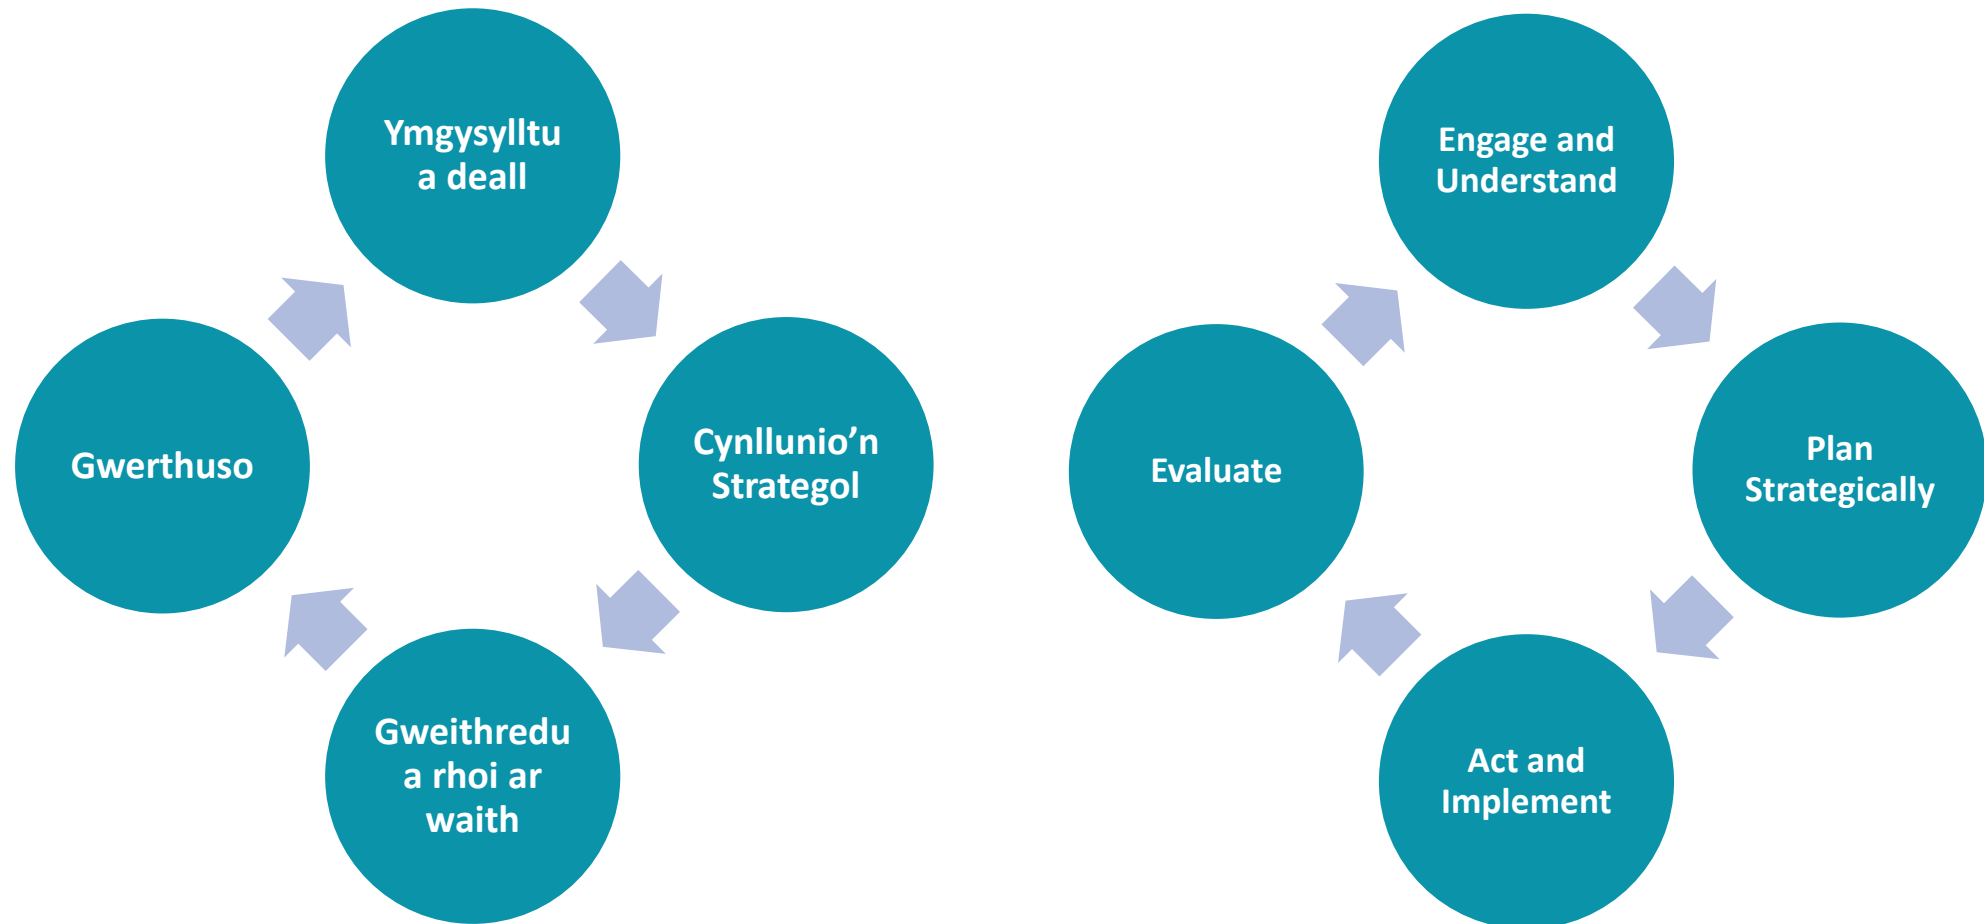 Ymgysylltu
a deall
Cynllunio’n
Strategol
Gweithredu
a rhoi ar
waith
Gwerthuso
Engage and
Understand
Plan
Strategically
Act and
Implement
Evaluate